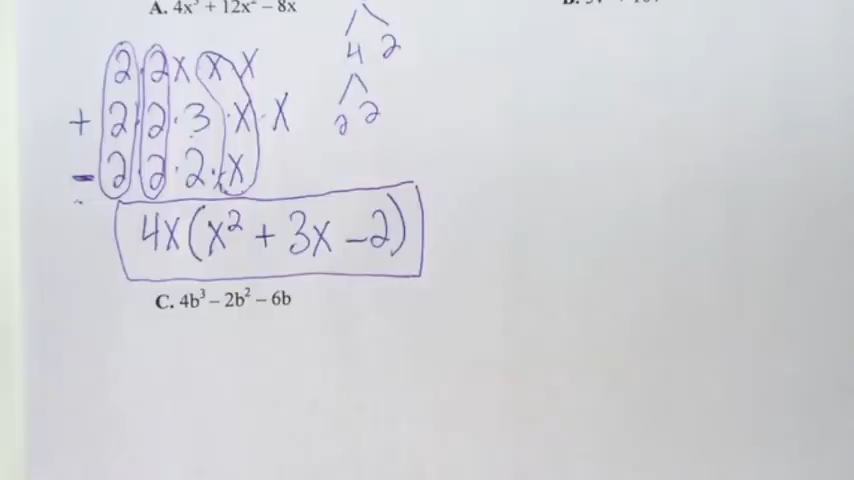 A. 4x³ + 12x² – 8x
4 2
2 2
2·2x x x
+ 2·2·3·x·x
- 2·2·2·x
4x(x² + 3x - 2)
C. 4b³ – 2b² – 6b